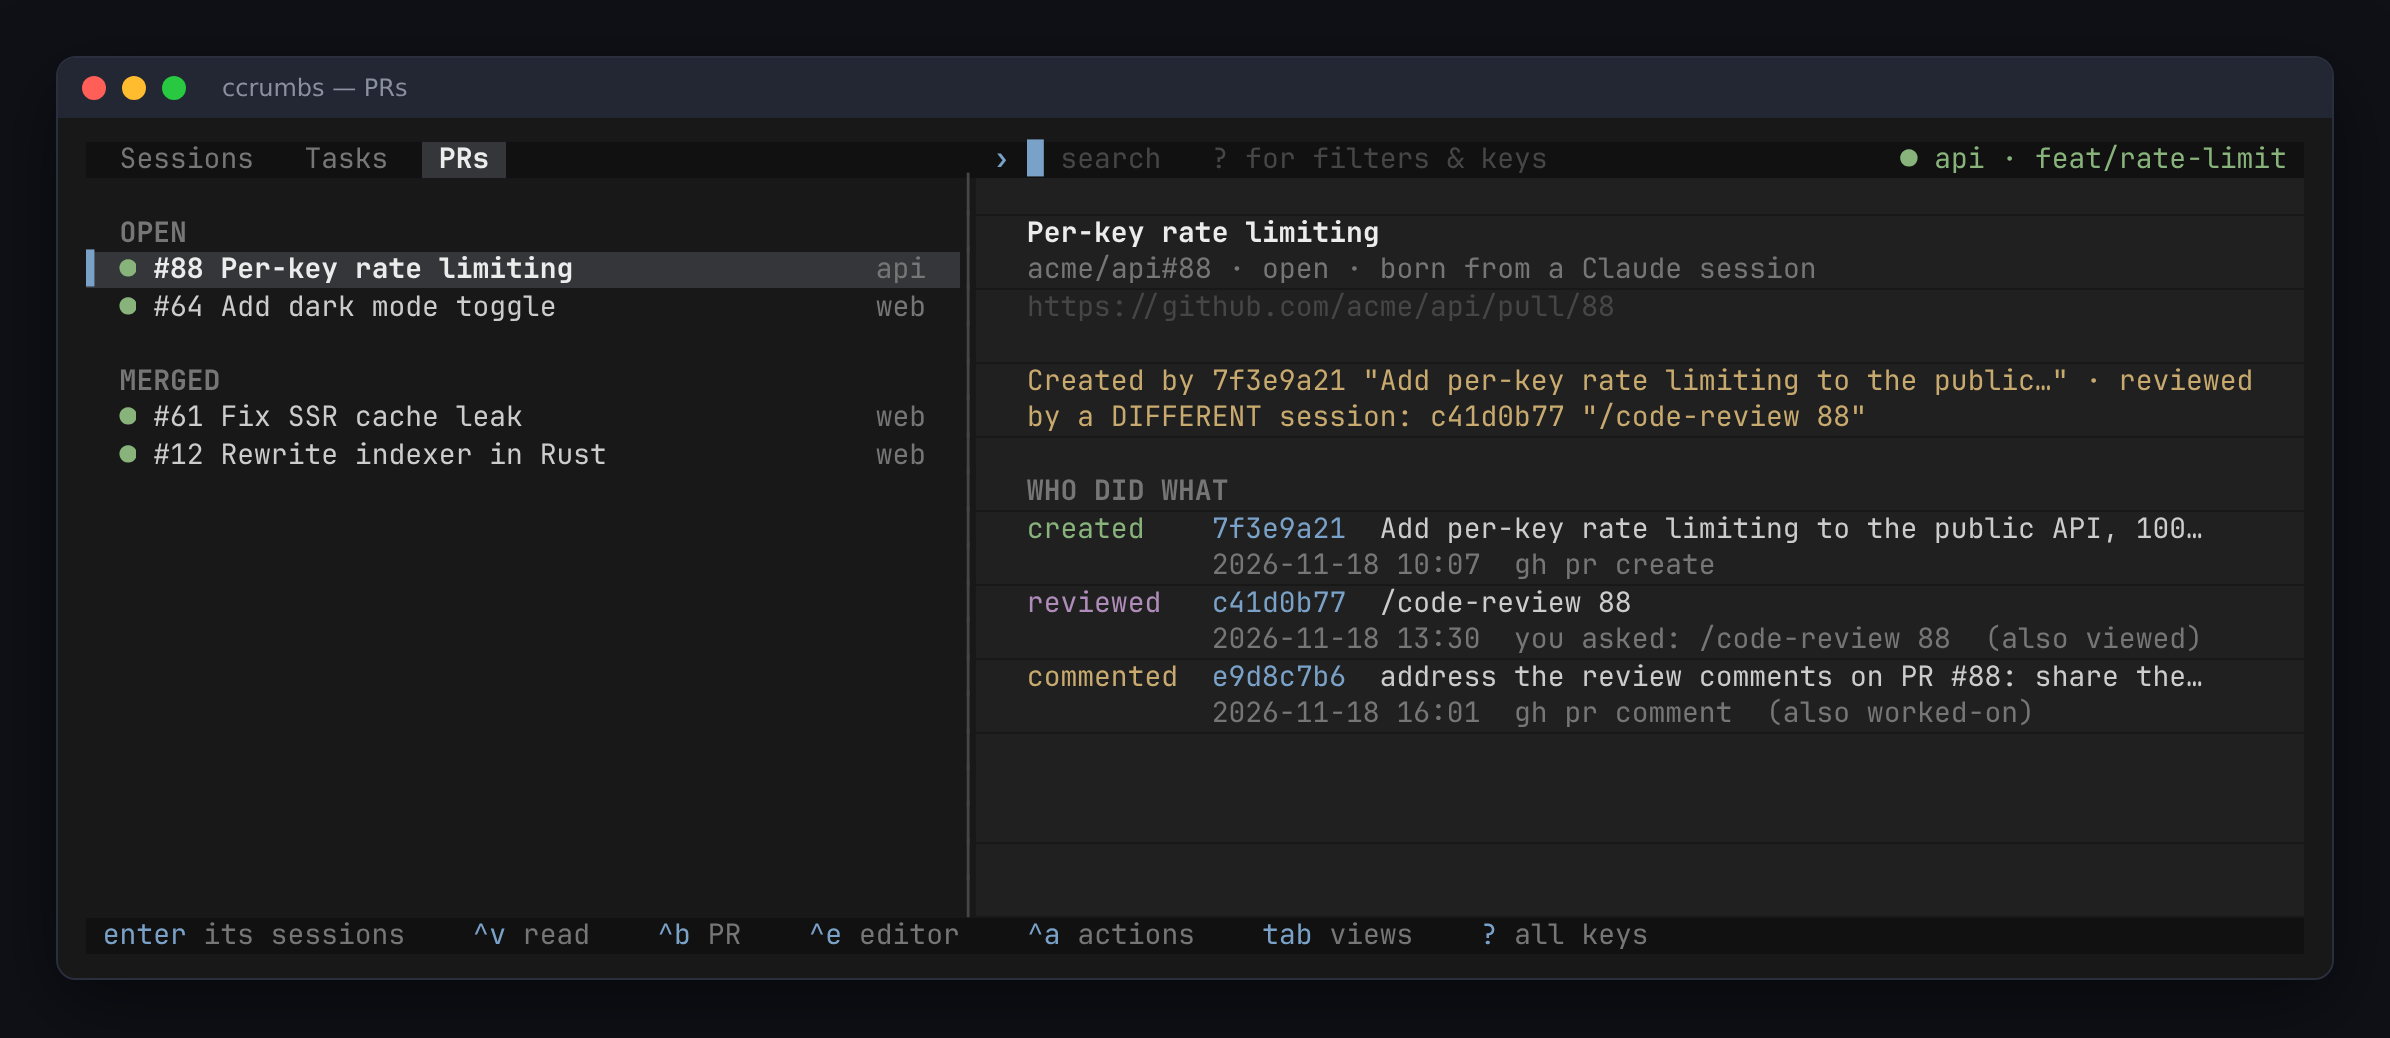 ccrumbs — PRs
Sessions Tasks PRs
› search ? for filters & keys
● api · feat/rate-limit
OPEN
● #88 Per-key rate limiting api
● #64 Add dark mode toggle web
MERGED
● #61 Fix SSR cache leak web
● #12 Rewrite indexer in Rust web
Per-key rate limiting
acme/api#88 · open · born from a Claude session
https://github.com/acme/api/pull/88
Created by 7f3e9a21 "Add per-key rate limiting to the public…" · reviewed
by a DIFFERENT session: c41d0b77 "/code-review 88"
WHO DID WHAT
created 7f3e9a21 Add per-key rate limiting to the public API, 100…
2026-11-18 10:07 gh pr create
reviewed c41d0b77 /code-review 88
2026-11-18 13:30 you asked: /code-review 88 (also viewed)
commented e9d8c7b6 address the review comments on PR #88: share the…
2026-11-18 16:01 gh pr comment (also worked-on)
enter its sessions ^v read ^b PR ^e editor ^a actions tab views ? all keys